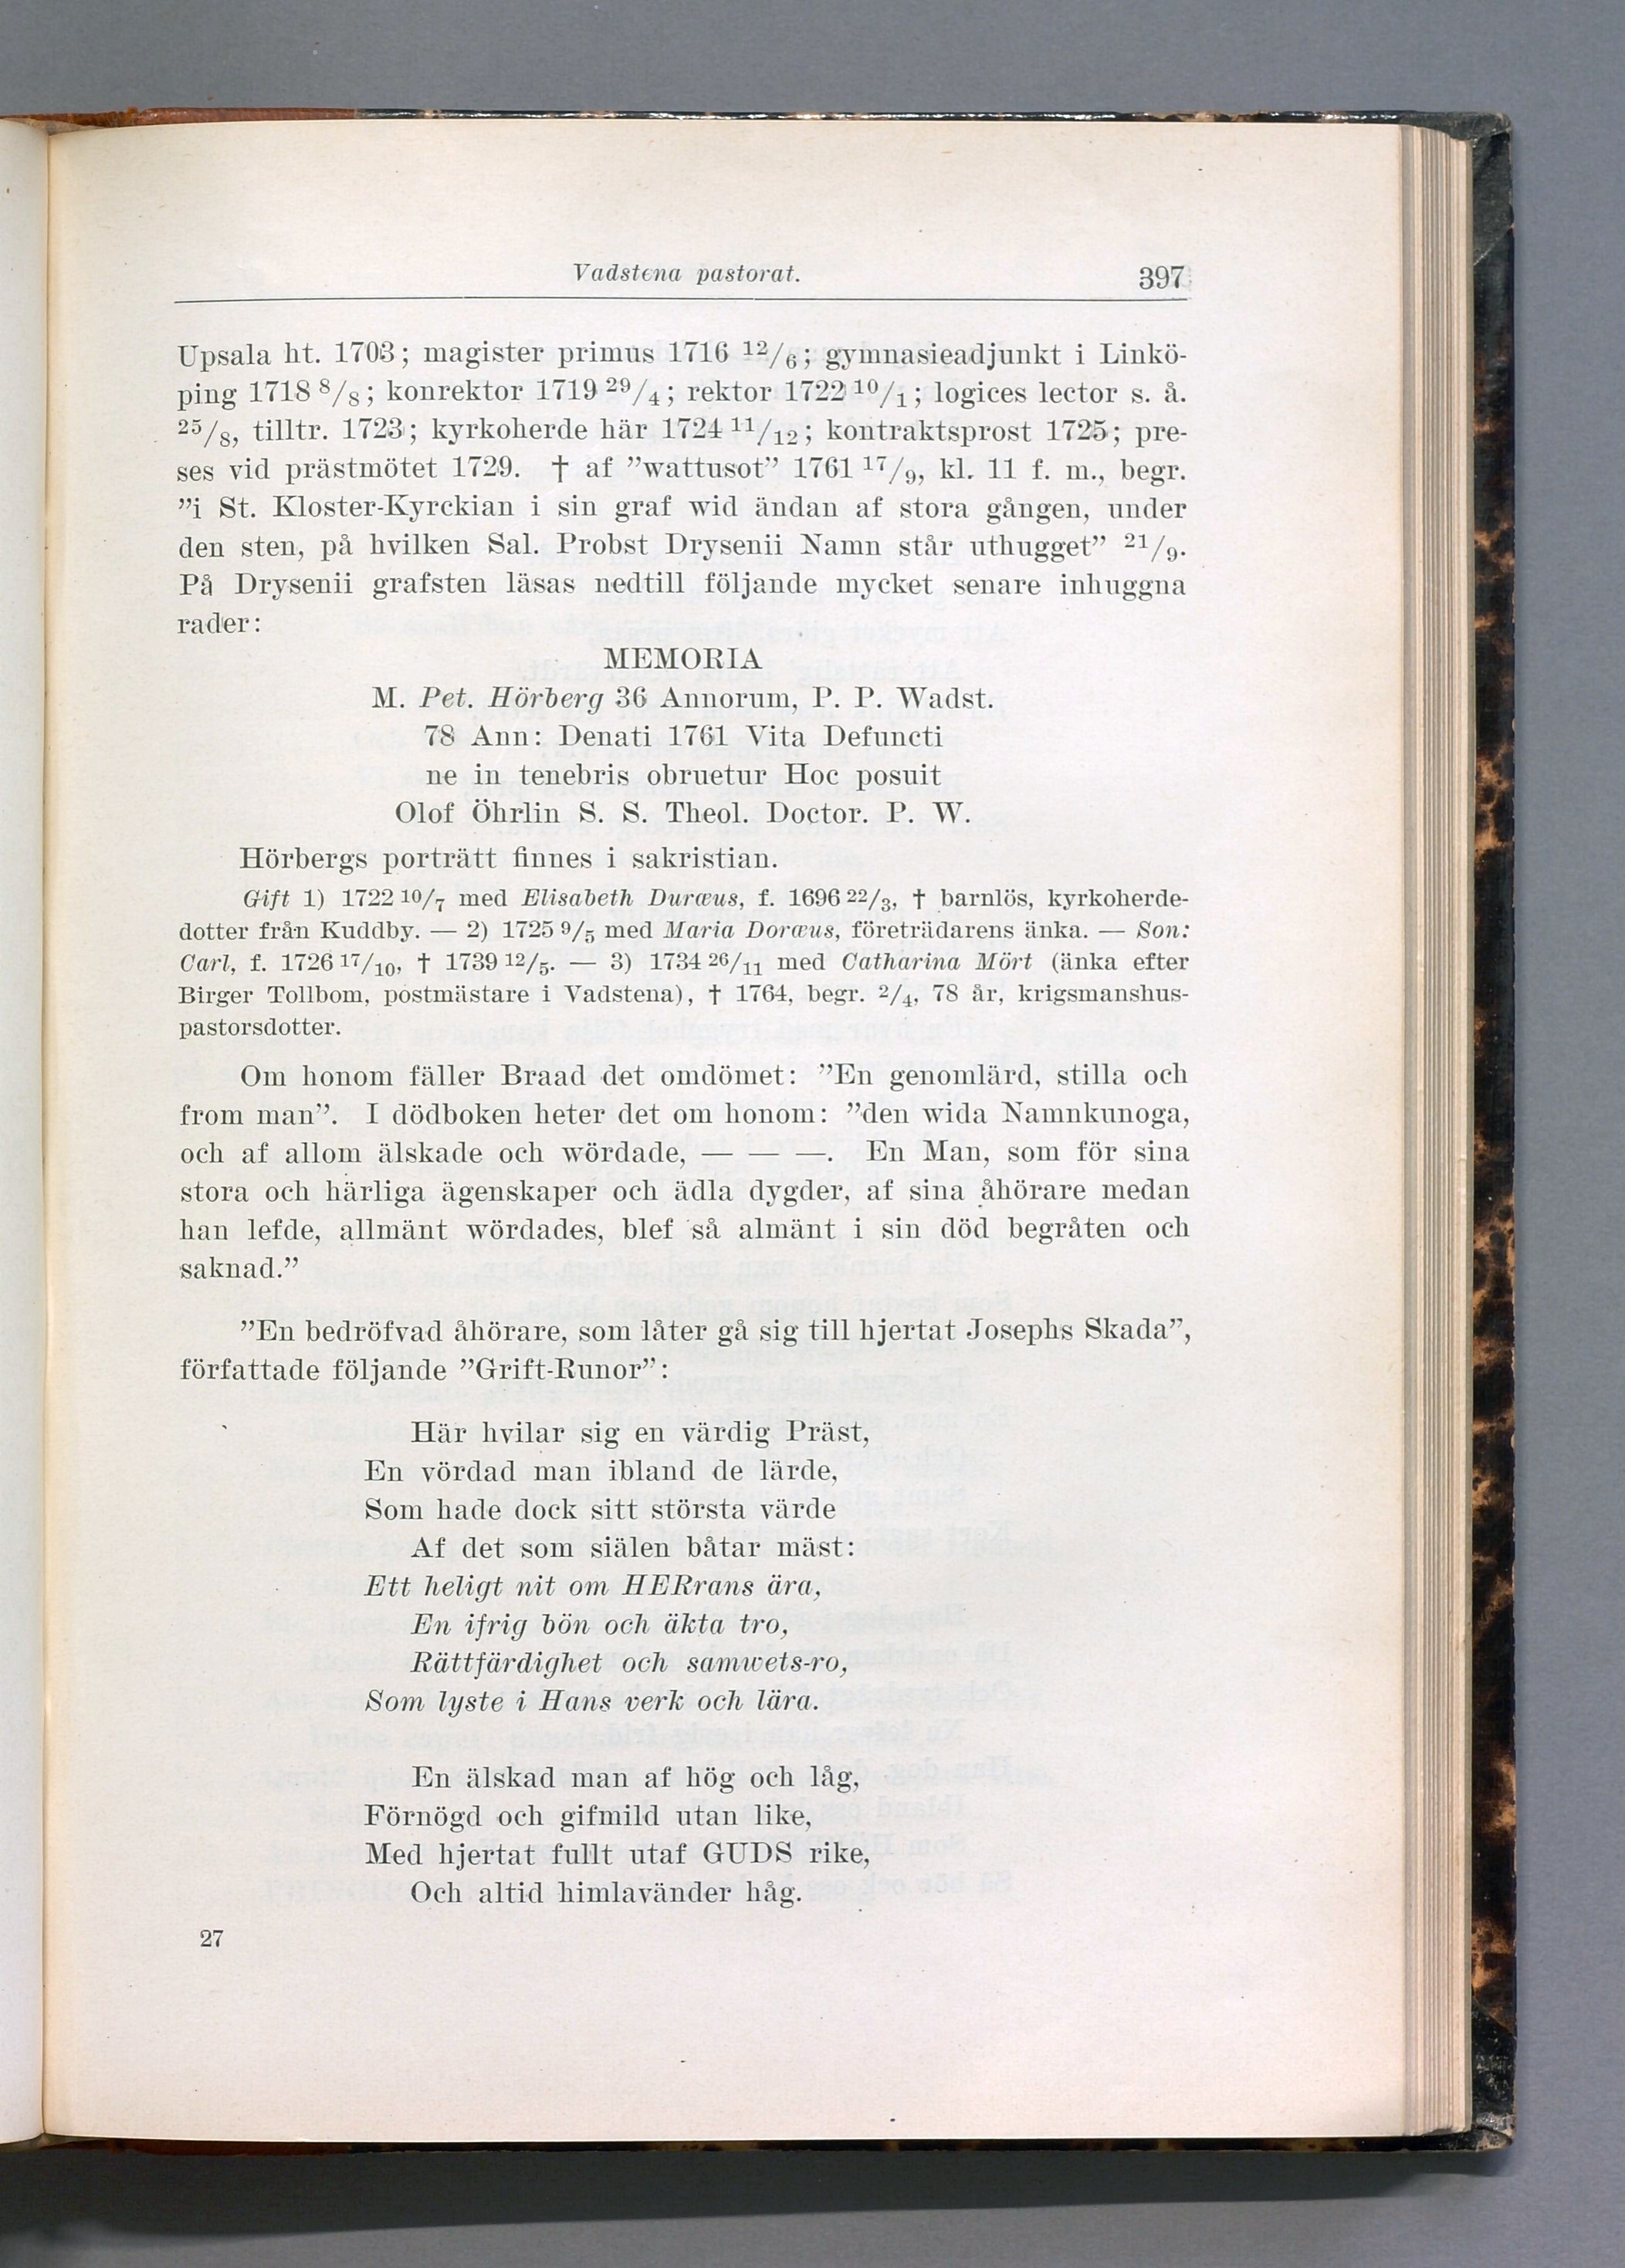 Vadstena pastorat. 397
Upsala ht. 1703; magister primus 1716 12/6; gymnasieadjunkt i Linkö-
ping 1718 8/8; konrektor 1719 29/4; rektor 1722 10/1; logices lector s. å.
25/8, tilltr. 1723; kyrkoherde här 1724 11/12; kontraktsprost 1725; pre-
ses vid prästmötet 1729. † af ”wattusot” 1761 17/9, kl. 11 f. m., begr.
”i St. Kloster-Kyrckian i sin graf wid ändan af stora gången, under
den sten, på hvilken Sal. Probst Drysenii Namn står uthugget” 21/9.
På Drysenii grafsten läsas nedtill följande mycket senare inhuggna
rader:
MEMORIA
M. Pet. Hörberg 36 Annorum, P. P. Wadst.
78 Ann: Denati 1761 Vita Defuncti
ne in tenebris obruetur Hoc posuit
Olof Öhrlin S. S. Theol. Doctor. P. W.
Hörbergs porträtt finnes i sakristian.
Gift 1) 1722 10/7 med Elisabeth Duræus, f. 1696 22/3, † barnlös, kyrkoherde-
dotter från Kuddby. — 2) 1725 9/5 med Maria Doræus, företrädarens änka. — Son:
Carl, f. 1726 17/10, † 1739 12/5. — 3) 1734 26/11 med Catharina Mört (änka efter
Birger Tollbom, postmästare i Vadstena), † 1764, begr. 2/4, 78 år, krigsmanshus-
pastorsdotter.
Om honom fäller Braad det omdömet: ”En genomlärd, stilla och
from man”. I dödboken heter det om honom: ”den wida Namnkunoga,
och af allom älskade och wördade, — — —. En Man, som för sina
stora och härliga ägenskaper och ädla dygder, af sina åhörare medan
han lefde, allmänt wördades, blef så almänt i sin död begråten och
saknad.”
”En bedröfvad åhörare, som låter gå sig till hjertat Josephs Skada”,
författade följande ”Grift-Runor”:
Här hvilar sig en värdig Präst,
En vördad man ibland de lärde,
Som hade dock sitt största värde
Af det som siälen båtar mäst:
Ett heligt nit om HERrans ära,
En ifrig bön och äkta tro,
Rättfärdighet och samwets-ro,
Som lyste i Hans verk och lära.
En älskad man af hög och låg,
Förnögd och gifmild utan like,
Med hjertat fullt utaf GUDS rike,
Och altid himlavänder håg.
27